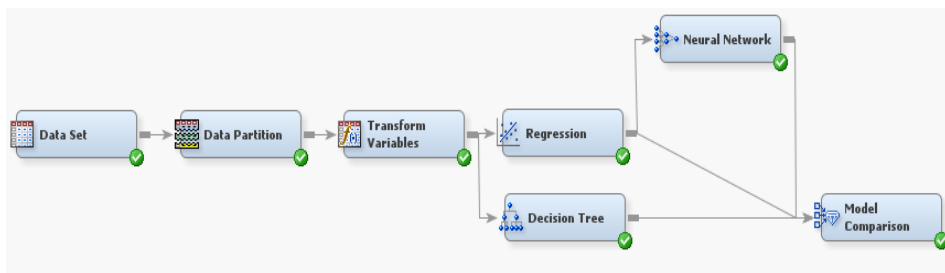 Neural Network
Data Set
Data Partition
Transform
Variables
Regression
Decision Tree
Model
Comparison